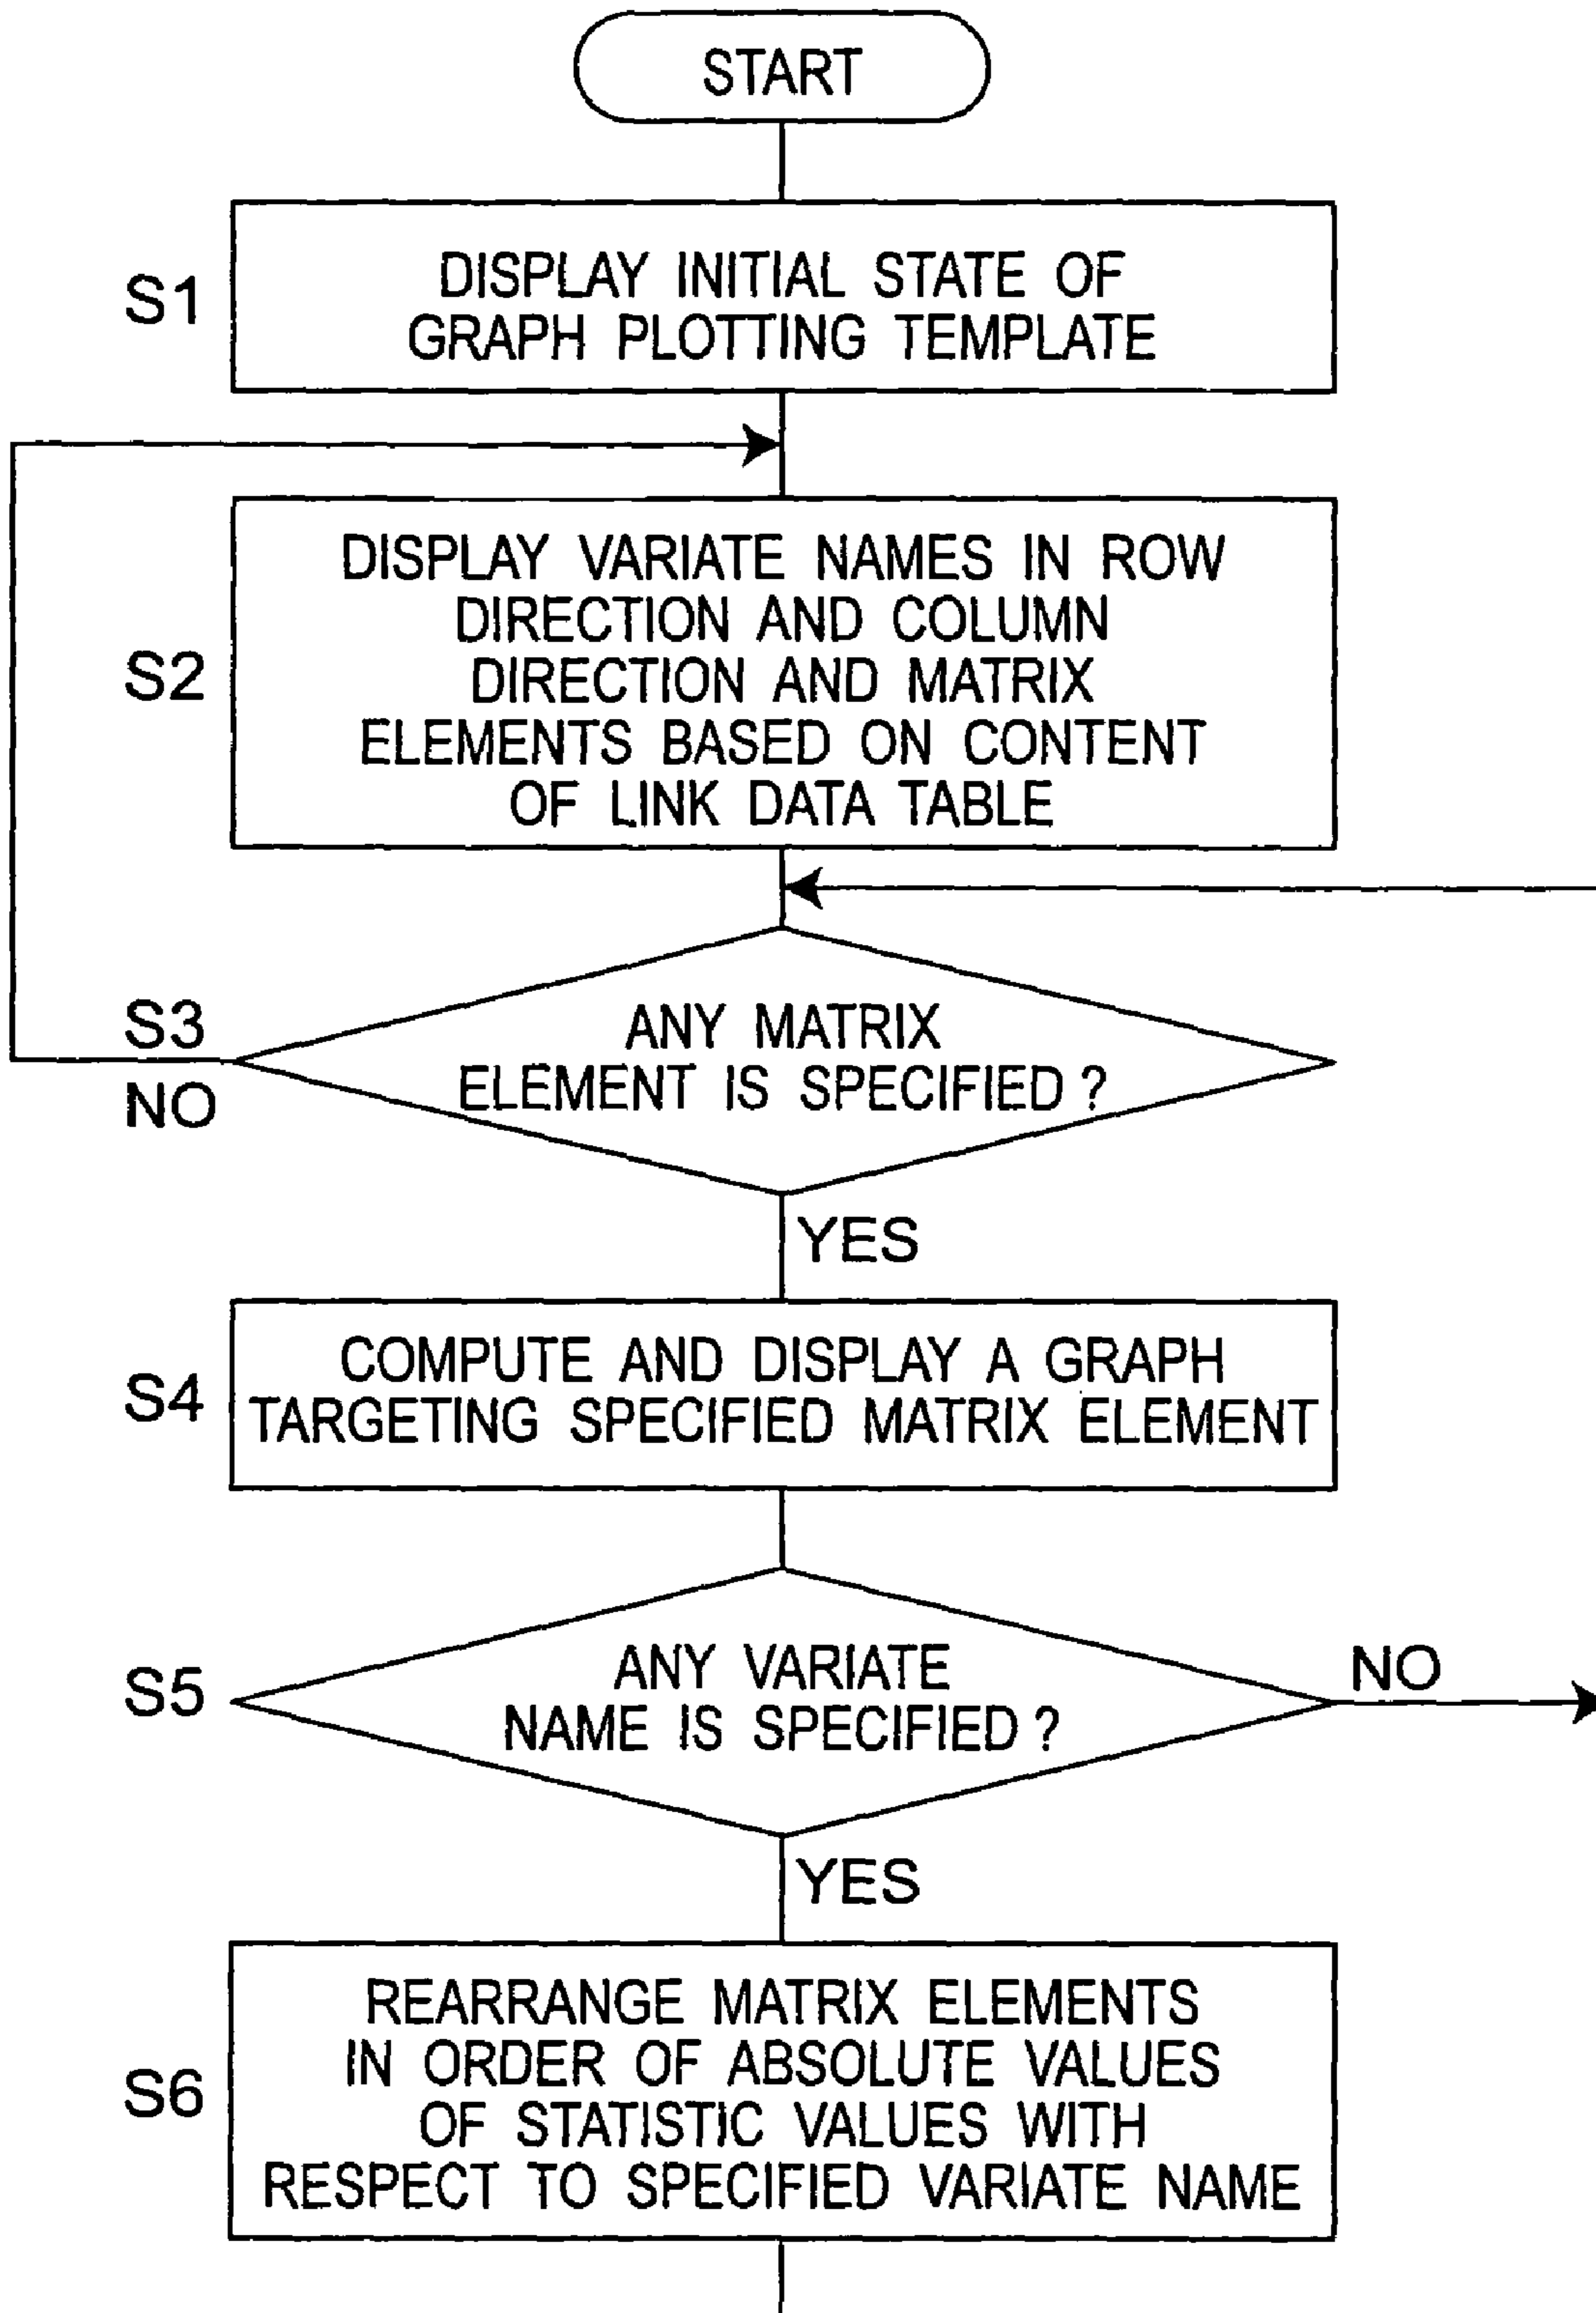 START
S1
DISPLAY INITIAL STATE OF
GRAPH PLOTTING TEMPLATE
S2
DISPLAY VARIATE NAMES IN ROW
DIRECTION AND COLUMN
DIRECTION AND MATRIX
ELEMENTS BASED ON CONTENT
OF LINK DATA TABLE
S3
NO
ANY MATRIX
ELEMENT IS SPECIFIED ?
YES
S4
COMPUTE AND DISPLAY A GRAPH
TARGETING SPECIFIED MATRIX ELEMENT
S5
ANY VARIATE
NAME IS SPECIFIED ?
NO
YES
S6
REARRANGE MATRIX ELEMENTS
IN ORDER OF ABSOLUTE VALUES
OF STATISTIC VALUES WITH
RESPECT TO SPECIFIED VARIATE NAME